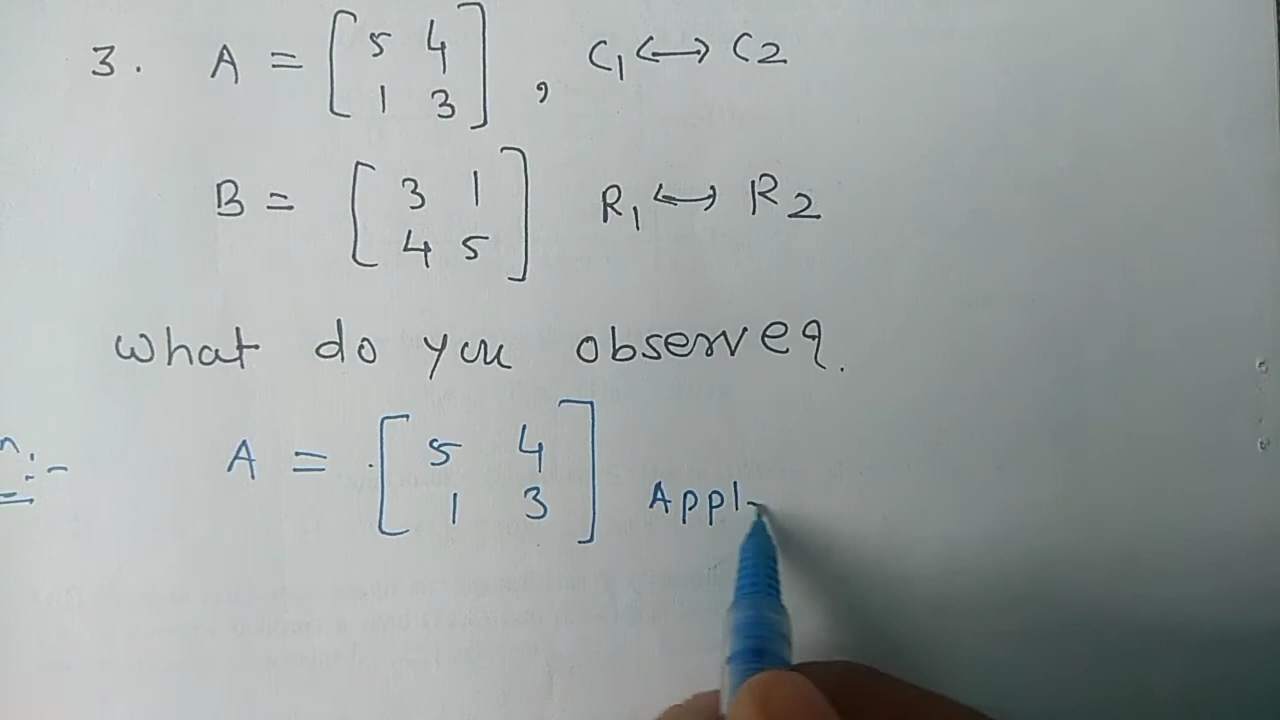 3. A = [ 5 4
1 3 ] , C₁ ↔ C2
B = [ 3 1
4 5 ] R₁ ↔ R2
what do you observeq.
n:- A = [ 5 4
1 3 ] Appl